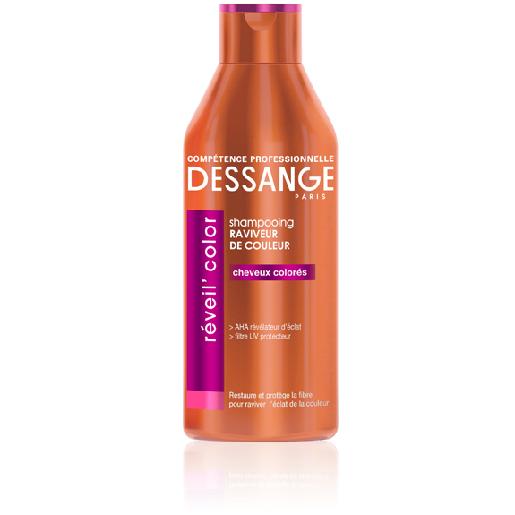 COMPÉTENCE PROFESSIONNELLE
DESSANGE
PARIS
réveil' color
shampooing
RAVIVEUR
DE COULEUR
cheveux colorés
> AHA révélateur d'éclat
> filtre UV protecteur
Restaure et protège la fibre
pour raviver l'éclat de la couleur